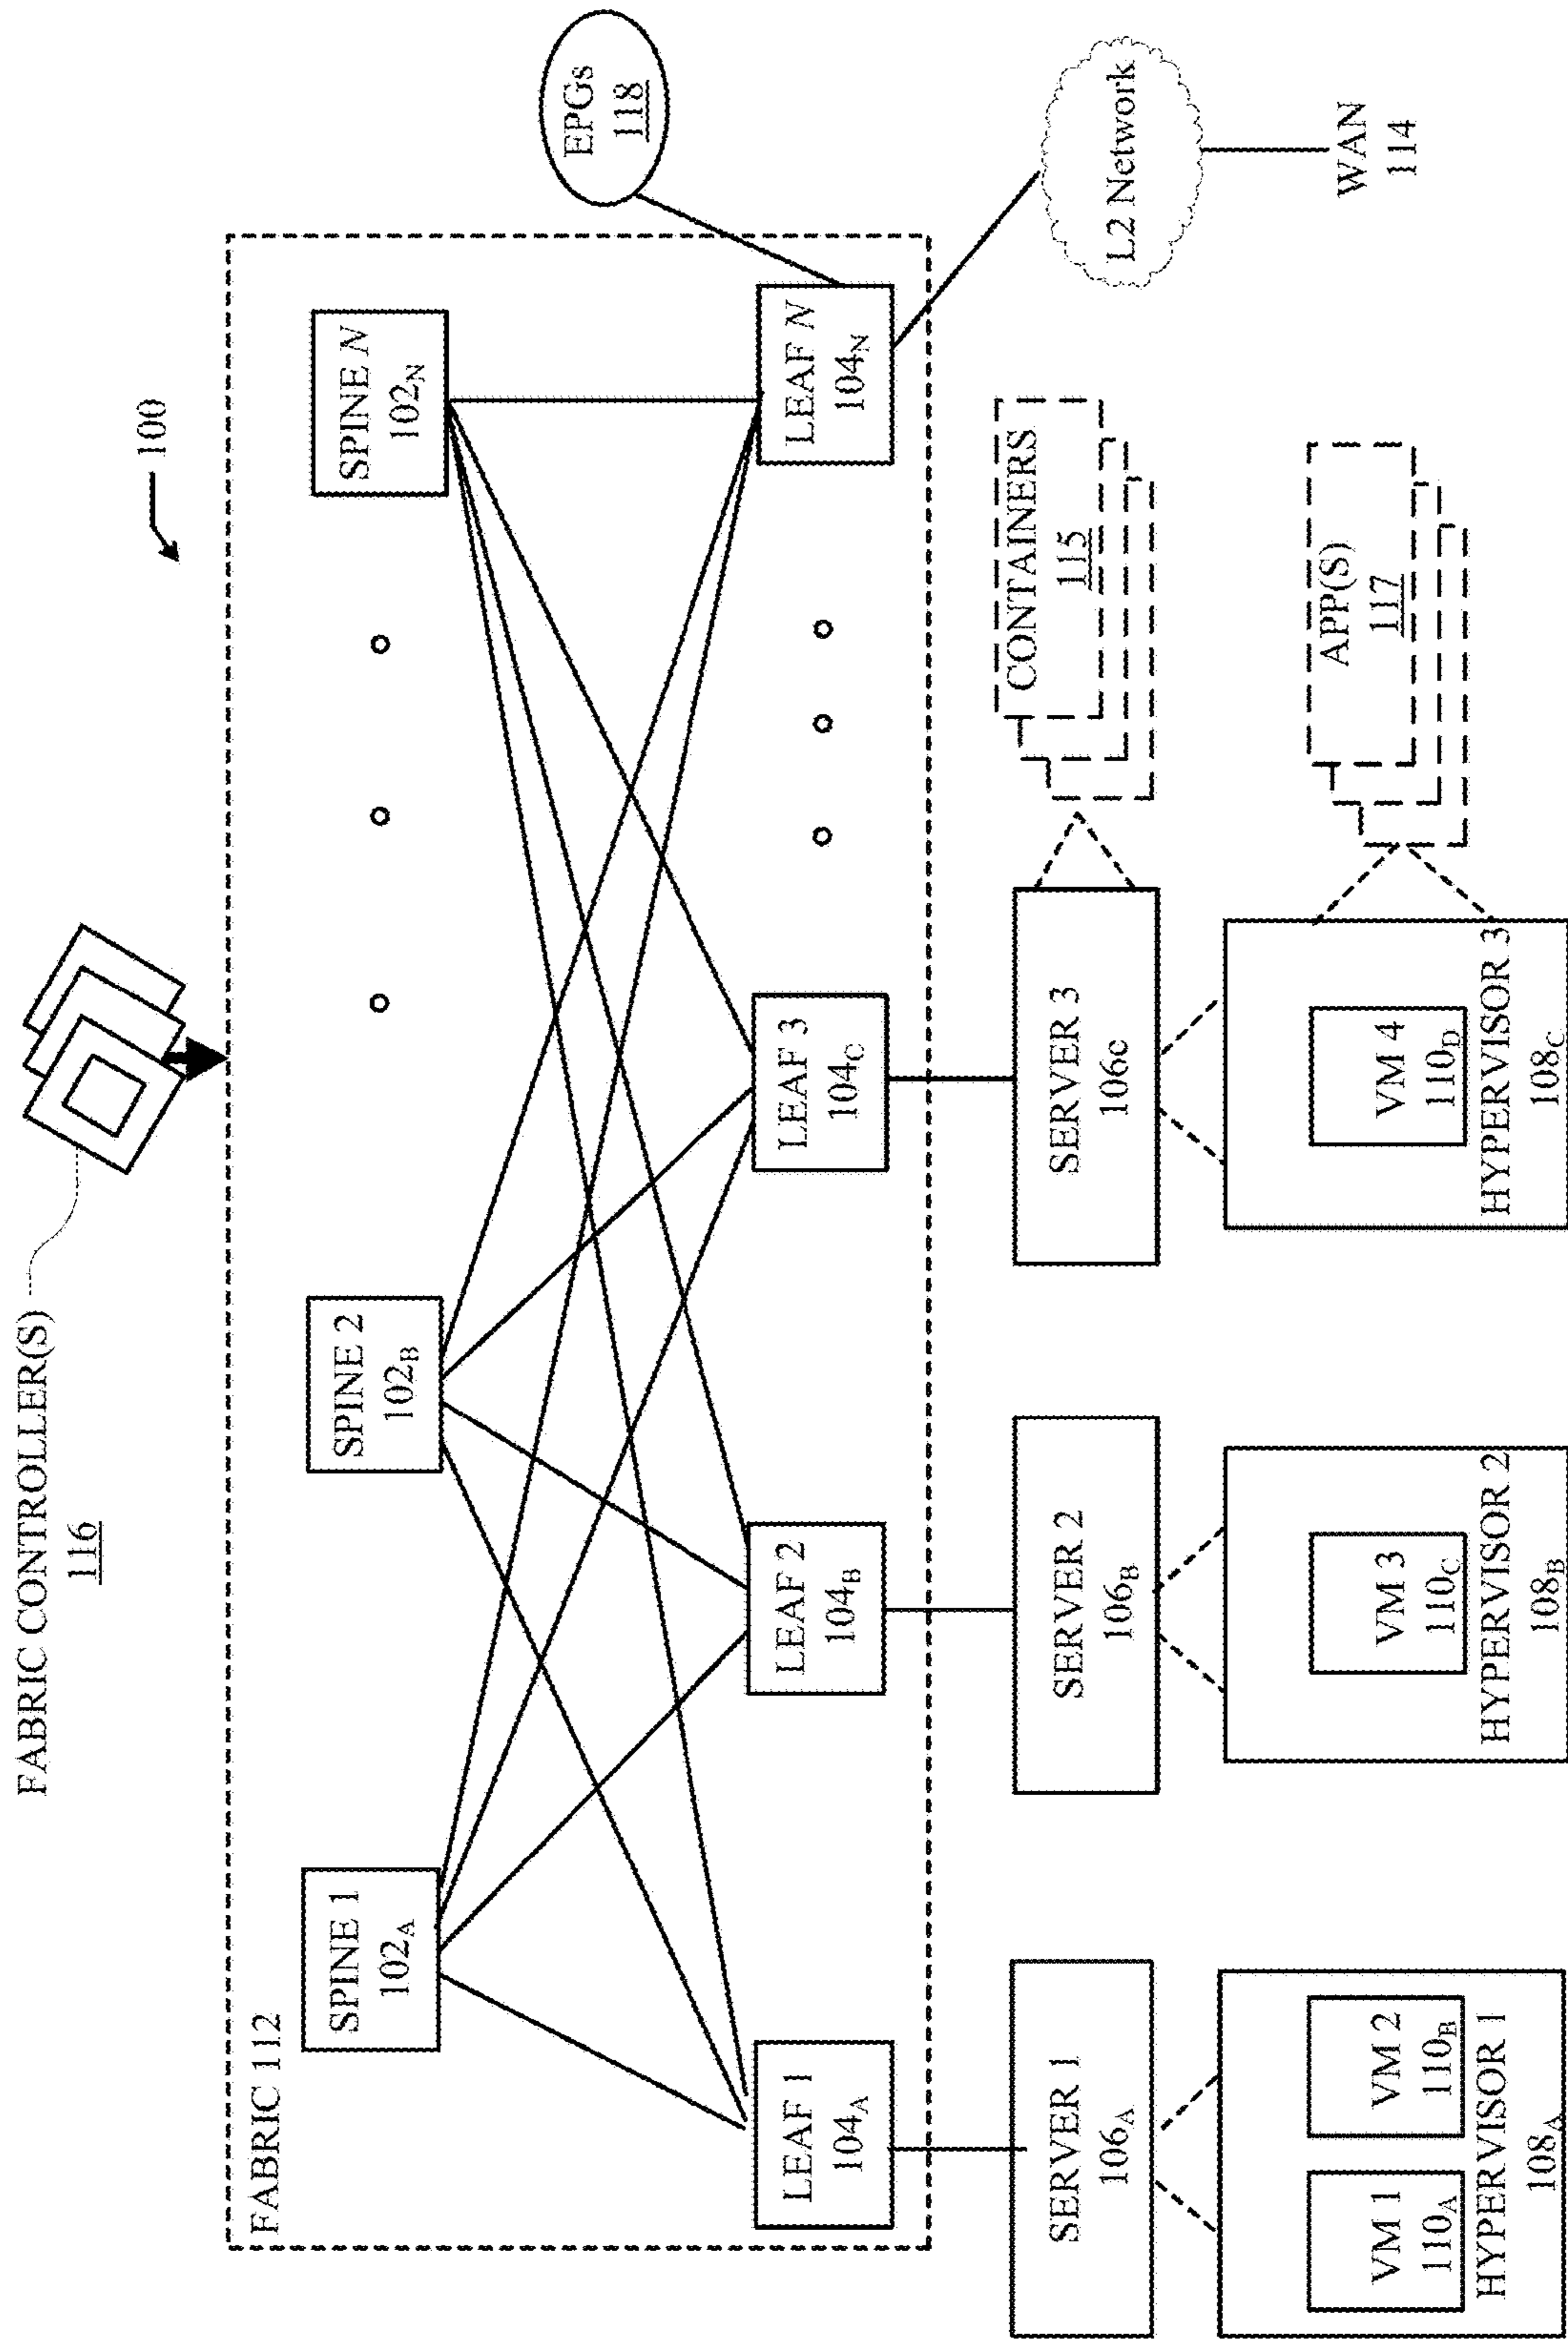 FABRIC CONTROLLER(S)
116
100
FABRIC 112
SPINE 1
102A
SPINE 2
102B
SPINE N
102N
LEAF 1
104A
LEAF 2
104B
LEAF 3
104C
LEAF N
104N
EPGs
118
L2 Network
WAN
114
SERVER 1
106A
SERVER 2
106B
SERVER 3
106c
CONTAINERS
115
APP(S)
117
VM 1
110A
VM 2
110B
HYPERVISOR 1
108A
VM 3
110C
HYPERVISOR 2
108B
VM 4
110D
HYPERVISOR 3
108C